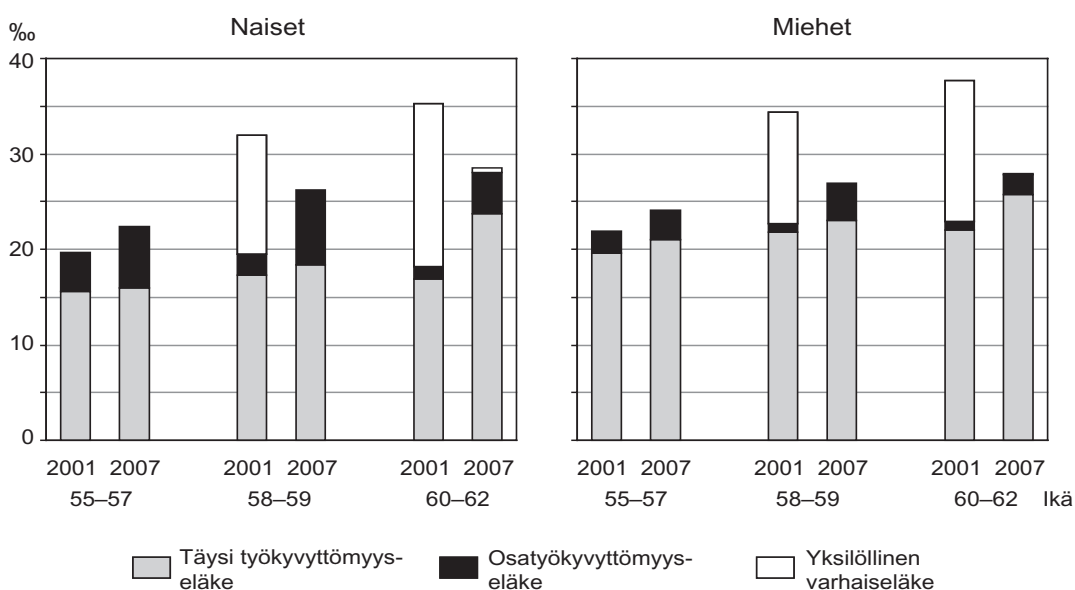 ‰
Naiset
Miehet
40
30
20
10
0
2001 2007 2001 2007 2001 2007 2001 2007 2001 2007 2001 2007
55–57 58–59 60–62 55–57 58–59 60–62 Ikä
Täysi työkyvyttömyys-
eläke
Osatyökyvyttömyys-
eläke
Yksilöllinen
varhaiseläke